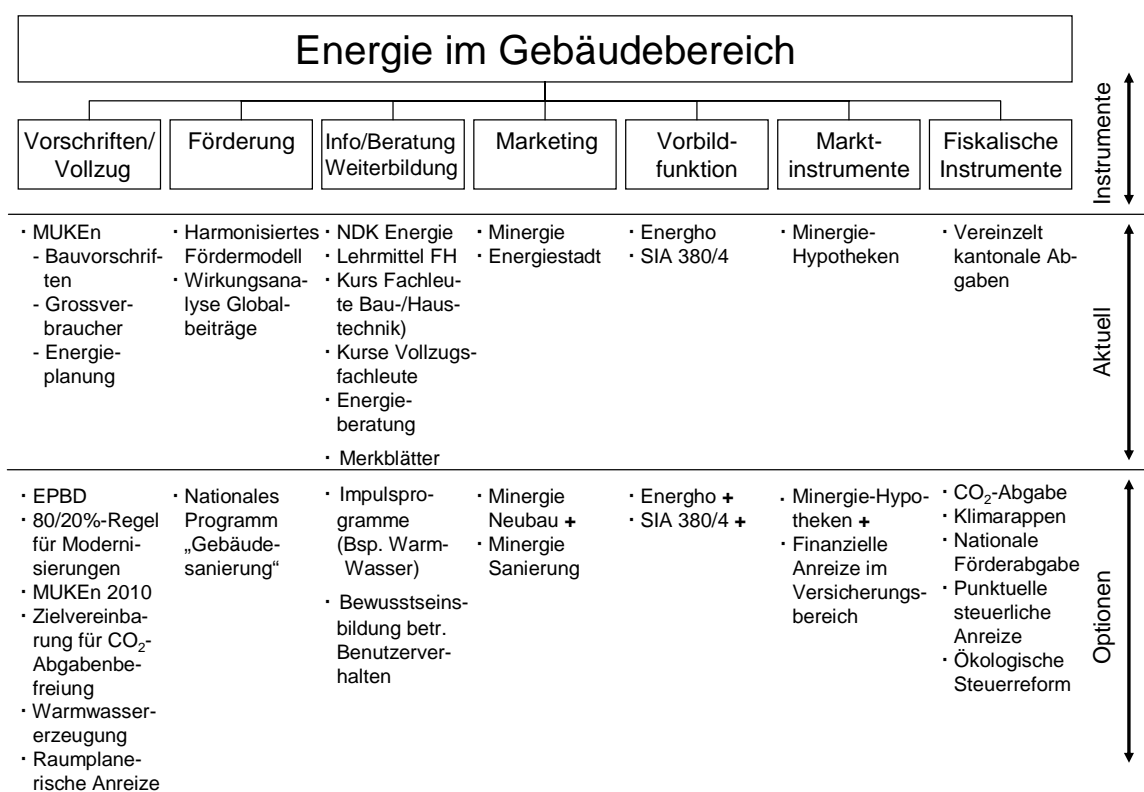 Energie im Gebäudebereich
Instrumente
Vorschriften/
Vollzug
Förderung
Info/Beratung
Weiterbildung
Marketing
Vorbild-
funktion
Markt-
instrumente
Fiskalische
Instrumente
Aktuell
· MUKEn
- Bauvorschrif-
ten
- Grossver-
braucher
- Energie-
planung
· Harmonisiertes
Fördermodell
· Wirkungsana-
lyse Global-
beiträge
· NDK Energie
· Lehrmittel FH
· Kurs Fachleu-
te Bau-/Haus-
technik)
· Kurse Vollzugs-
fachleute
· Energie-
beratung
· Merkblätter
· Minergie
· Energiestadt
· Energho
· SIA 380/4
· Minergie-
Hypotheken
· Vereinzelt
kantonale Ab-
gaben
Optionen
· EPBD
· 80/20%-Regel
für Moderni-
sierungen
· MUKEn 2010
· Zielvereinba-
rung für CO₂-
Abgabenbe-
freiung
· Warmwasser-
erzeugung
· Raumplane-
rische Anreize
· Nationales
Programm
„Gebäude-
sanierung“
· Impulspro-
gramme
(Bsp. Warm-
Wasser)
· Bewusstseins-
bildung betr.
Benutzerver-
halten
· Minergie
Neubau +
· Minergie
Sanierung
· Energho +
· SIA 380/4 +
· Minergie-Hypo-
theken +
· Finanzielle
Anreize im
Versicherungs-
bereich
· CO₂-Abgabe
· Klimarappen
· Nationale
Förderabgabe
· Punktuelle
steuerliche
Anreize
· Ökologische
Steuerreform